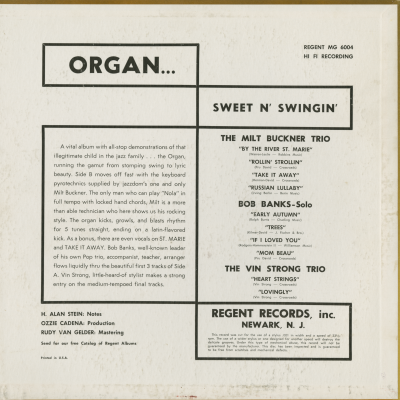 REGENT MG 6004
HI FI RECORDING
ORGAN...
SWEET N' SWINGIN'
A vital album with all-stop demonstrations of that
illegitimate child in the jazz family . . . the Organ,
running the gamut from stomping swing to lyric
beauty. Side B moves off fast with the keyboard
pyrotechnics supplied by jazzdom's one and only
Milt Buckner. The only man who can play "Nola" in
full tempo with locked hand chords, Milt is a more
than able technician who here shows us his rocking
style. The organ kicks, growls, and blasts rhythm
for 5 tunes straight, ending on a latin-flavored
kick. As a bonus, there are even vocals on ST. MARIE
and TAKE IT AWAY. Bob Banks, well-known leader
of his own Pop trio, accompanist, teacher, arranger
flows liquidly thru the beautiful first 3 tracks of Side
A. Vin Strong, little-heard-of stylist makes a strong
entry on the medium-tempoed final tracks.
H. ALAN STEIN: Notes
OZZIE CADENA: Production
RUDY VAN GELDER: Mastering
Send for our free Catalog of Regent Albums
Printed in U.S.A.
THE MILT BUCKNER TRIO
"BY THE RIVER ST. MARIE"
"ROLLIN' STROLLIN"
"TAKE IT AWAY"
"RUSSIAN LULLABY"
BOB BANKS-Solo
"EARLY AUTUMN"
"TREES"
"IF I LOVED YOU"
"MOM BEAU"
THE VIN STRONG TRIO
"HEART STRINGS"
"LOVINGLY"
REGENT RECORDS, inc.
NEWARK, N. J.